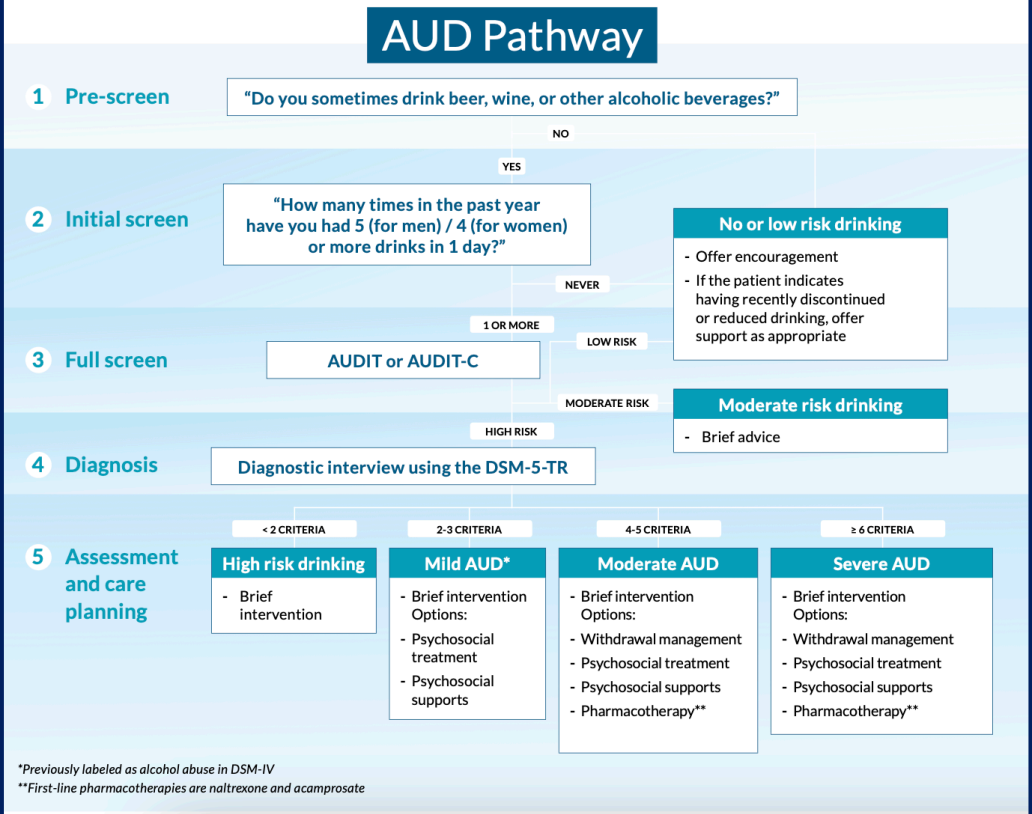 AUD Pathway
1 Pre-screen
“Do you sometimes drink beer, wine, or other alcoholic beverages?”
NO
YES
2 Initial screen
“How many times in the past year
have you had 5 (for men) / 4 (for women)
or more drinks in 1 day?”
No or low risk drinking
- Offer encouragement
- If the patient indicates
having recently discontinued
or reduced drinking, offer
support as appropriate
NEVER
1 OR MORE
LOW RISK
3 Full screen
AUDIT or AUDIT-C
MODERATE RISK
Moderate risk drinking
- Brief advice
HIGH RISK
4 Diagnosis
Diagnostic interview using the DSM-5-TR
5 Assessment
and care
planning
< 2 CRITERIA
High risk drinking
- Brief
intervention
2-3 CRITERIA
Mild AUD*
- Brief intervention
Options:
- Psychosocial
treatment
- Psychosocial
supports
4-5 CRITERIA
Moderate AUD
- Brief intervention
Options:
- Withdrawal management
- Psychosocial treatment
- Psychosocial supports
- Pharmacotherapy**
≥ 6 CRITERIA
Severe AUD
- Brief intervention
Options:
- Withdrawal management
- Psychosocial treatment
- Psychosocial supports
- Pharmacotherapy**
*Previously labeled as alcohol abuse in DSM-IV
**First-line pharmacotherapies are naltrexone and acamprosate